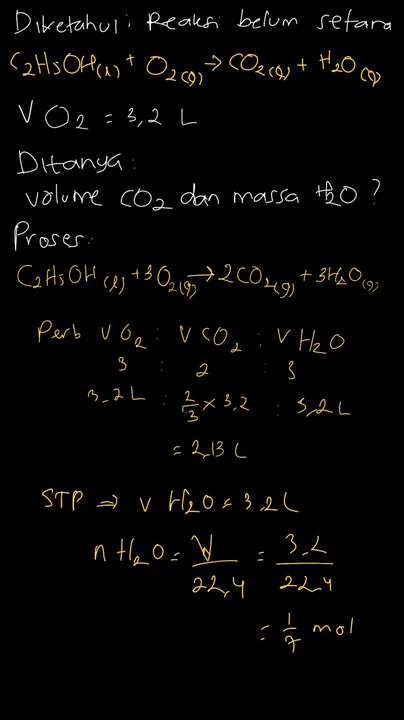 Diketahui: Reaksi belum setara
C2H5OH(l) + O2(g) → CO2(g) + H2O(g)
V O2 = 3,2 L
Ditanya:
Volume CO2 dan massa H2O ?
Proses:
C2H5OH(l) + 3O2(g) → 2CO2(g) + 3H2O(g)
Perb V O2 : V CO2 : V H2O
3 : 2 : 3
3,2 L : 2/3 x 3,2 : 3,2 L
= 2,13 L
STP ⇒ V H2O = 3,2 L
n H2O = V/22,4 = 3,2/22,4
= 1/7 mol